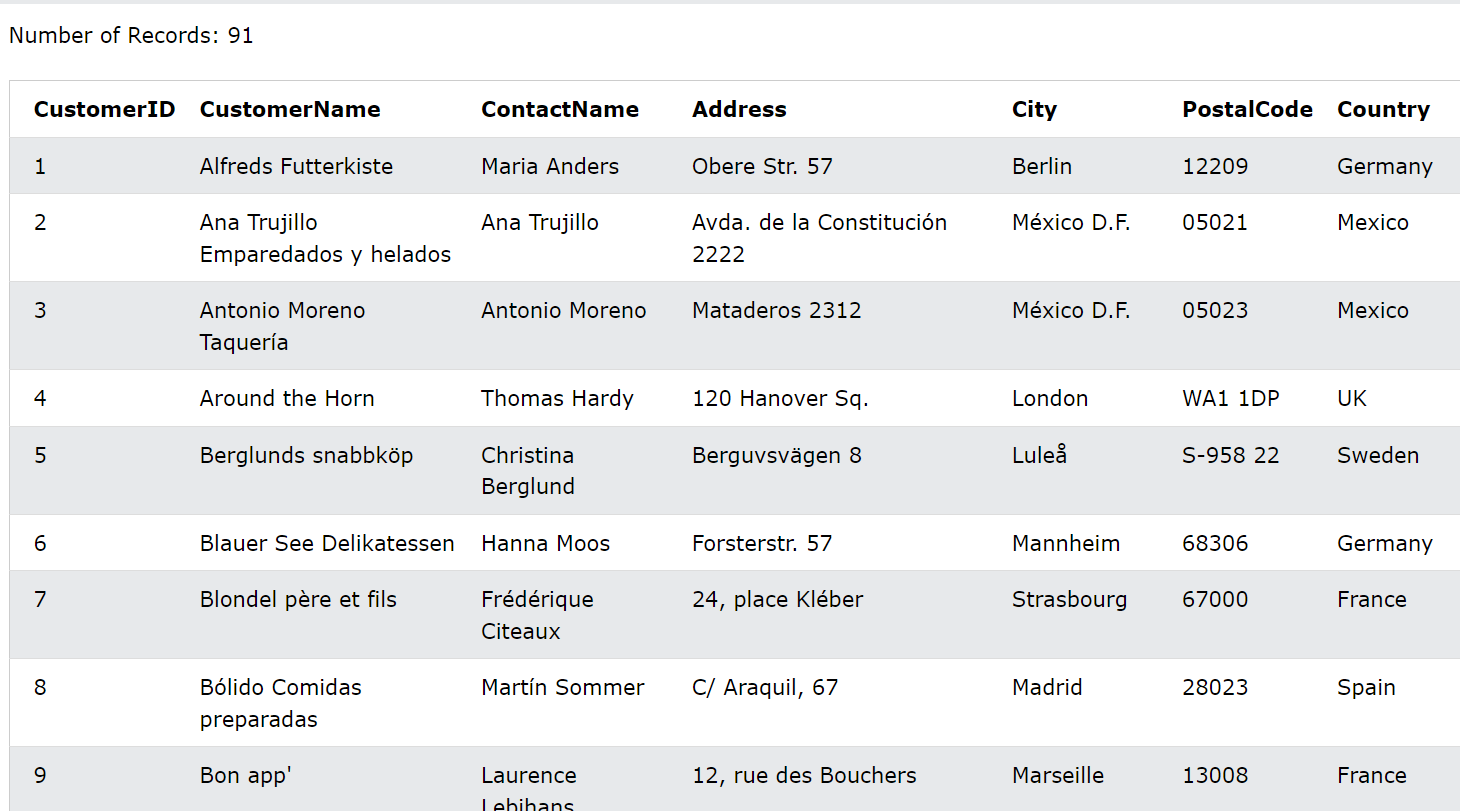 Number of Records: 91
CustomerID CustomerName ContactName Address City PostalCode Country
1 Alfreds Futterkiste Maria Anders Obere Str. 57 Berlin 12209 Germany
2 Ana Trujillo Ana Trujillo Avda. de la Constitución México D.F. 05021 Mexico
Emparedados y helados 2222
3 Antonio Moreno Antonio Moreno Mataderos 2312 México D.F. 05023 Mexico
Taquería
4 Around the Horn Thomas Hardy 120 Hanover Sq. London WA1 1DP UK
5 Berglunds snabbköp Christina Berguvsvägen 8 Luleå S-958 22 Sweden
Berglund
6 Blauer See Delikatessen Hanna Moos Forsterstr. 57 Mannheim 68306 Germany
7 Blondel père et fils Frédérique 24, place Kléber Strasbourg 67000 France
Citeaux
8 Bólido Comidas Martín Sommer C/ Araquil, 67 Madrid 28023 Spain
preparadas
9 Bon app' Laurence 12, rue des Bouchers Marseille 13008 France
Lebihans